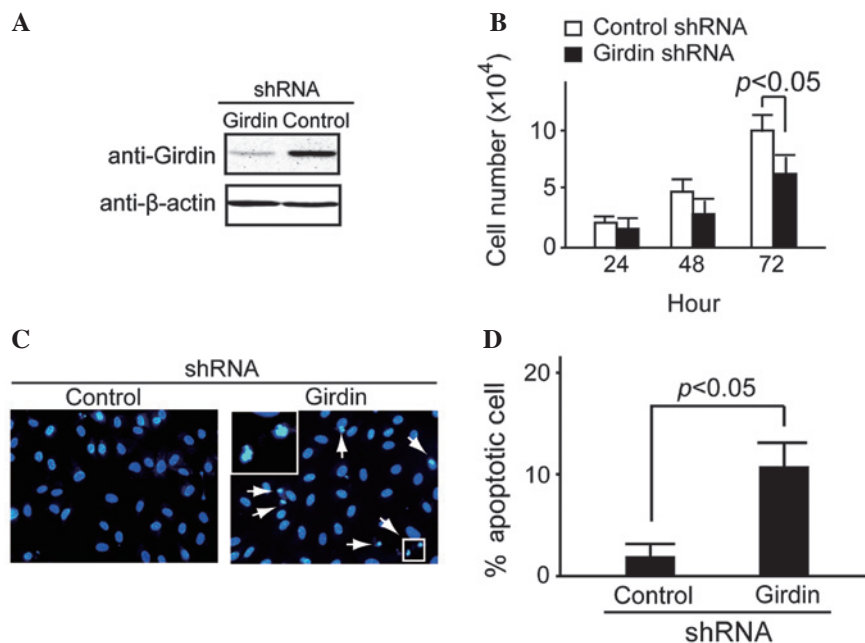 A
shRNA
Girdin Control
anti-Girdin
anti-β-actin
B
Control shRNA
Girdin shRNA
p<0.05
Cell number (x10⁴)
10
5
0
24 48 72
Hour
C
shRNA
Control Girdin
D
% apoptotic cell
20
p<0.05
10
0
Control Girdin
shRNA